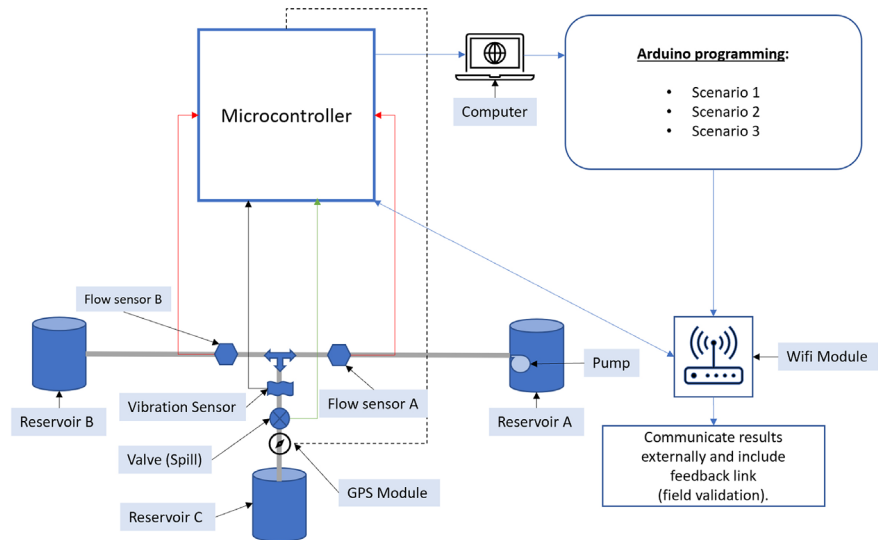 Microcontroller
Computer
Arduino programming:
• Scenario 1
• Scenario 2
• Scenario 3
Flow sensor B
Reservoir B
Vibration Sensor
Flow sensor A
Pump
Reservoir A
Wifi Module
Valve (Spill)
GPS Module
Reservoir C
Communicate results
externally and include
feedback link
(field validation).